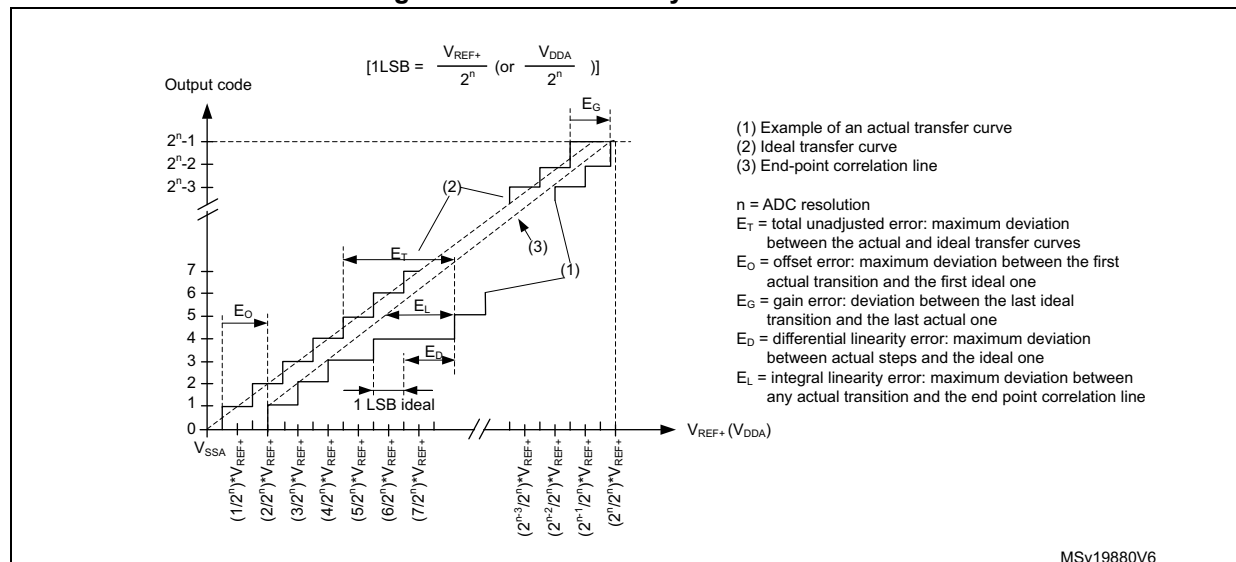 [1LSB = V_REF+ / 2^n (or V_DDA / 2^n )]
Output code
E_G
2^n-1
2^n-2
2^n-3
(2)
(3)
E_T
(1)
7
6
5
4
3
2
1
0
E_O
E_L
E_D
1 LSB ideal
V_SSA
V_REF+ (V_DDA)
(1/2^n)*V_REF+
(2/2^n)*V_REF+
(3/2^n)*V_REF+
(4/2^n)*V_REF+
(5/2^n)*V_REF+
(6/2^n)*V_REF+
(7/2^n)*V_REF+
(2^n-3/2^n)*V_REF+
(2^n-2/2^n)*V_REF+
(2^n-1/2^n)*V_REF+
(2^n/2^n)*V_REF+
(1) Example of an actual transfer curve
(2) Ideal transfer curve
(3) End-point correlation line
n = ADC resolution
E_T = total unadjusted error: maximum deviation
between the actual and ideal transfer curves
E_O = offset error: maximum deviation between the first
actual transition and the first ideal one
E_G = gain error: deviation between the last ideal
transition and the last actual one
E_D = differential linearity error: maximum deviation
between actual steps and the ideal one
E_L = integral linearity error: maximum deviation between
any actual transition and the end point correlation line
MSv19880V6